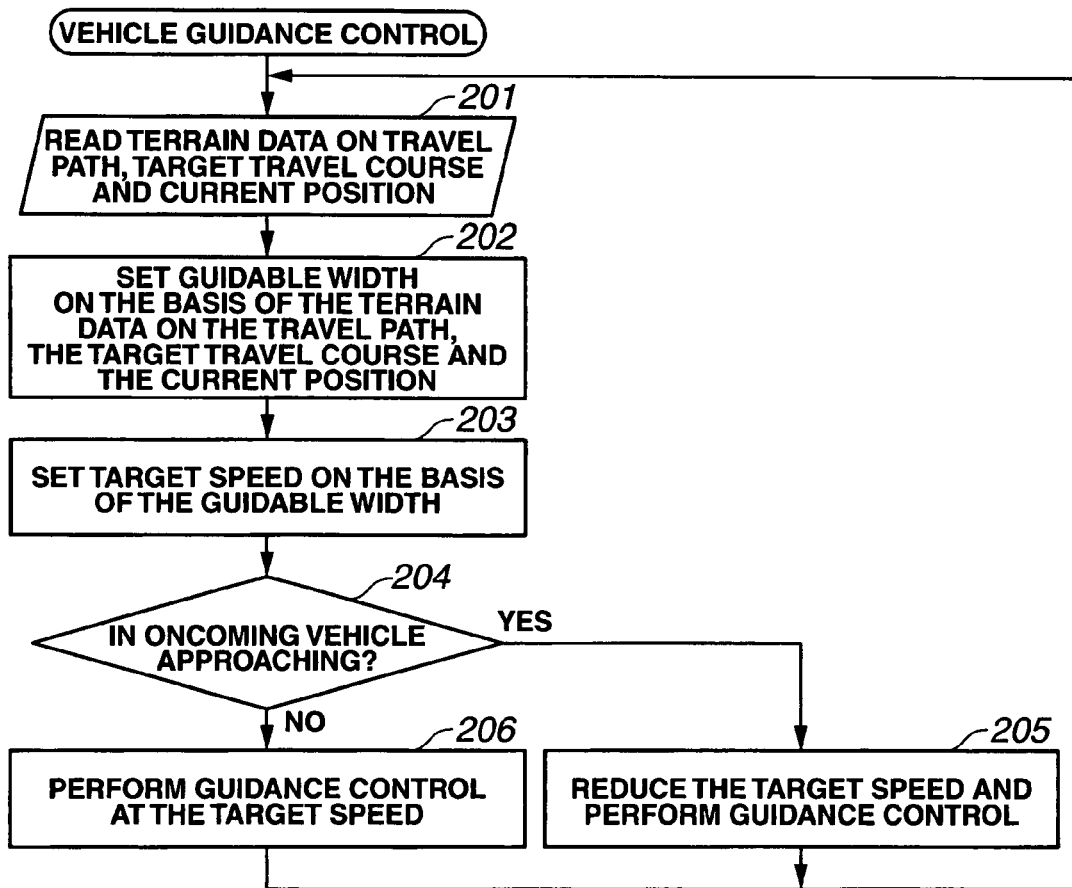 VEHICLE GUIDANCE CONTROL
201
READ TERRAIN DATA ON TRAVEL
PATH, TARGET TRAVEL COURSE
AND CURRENT POSITION
202
SET GUIDABLE WIDTH
ON THE BASIS OF THE TERRAIN
DATA ON THE TRAVEL PATH,
THE TARGET TRAVEL COURSE AND
THE CURRENT POSITION
203
SET TARGET SPEED ON THE BASIS
OF THE GUIDABLE WIDTH
204
IN ONCOMING VEHICLE
APPROACHING?
YES
NO
206
PERFORM GUIDANCE CONTROL
AT THE TARGET SPEED
205
REDUCE THE TARGET SPEED AND
PERFORM GUIDANCE CONTROL